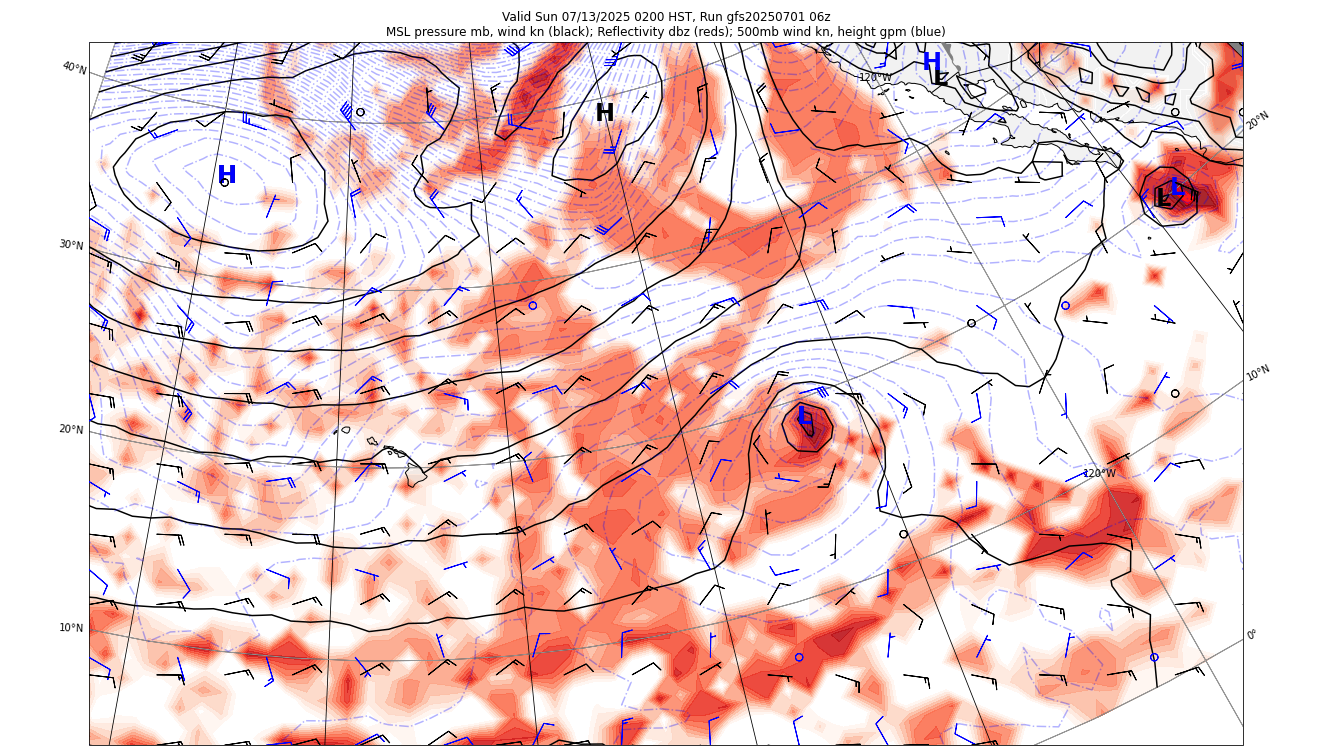 Valid Sun 07/13/2025 0200 HST, Run gfs20250701 06z
MSL pressure mb, wind kn (black); Reflectivity dbz (reds); 500mb wind kn, height gpm (blue)
40°N
H
120°W
L
H
20°N
H
L
L
30°N
10°N
L
20°N
120°W
10°N
0°